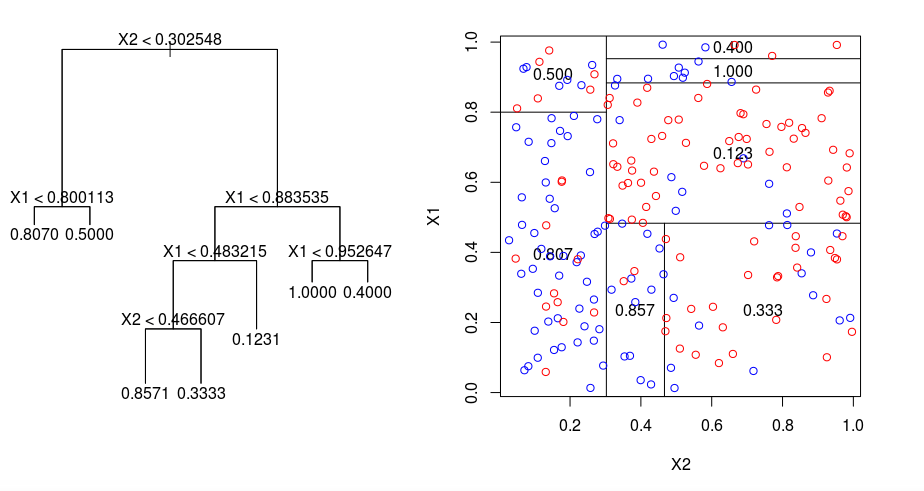 X2 < 0.302548
X1 < 0.800113
X1 < 0.883535
0.8070 0.5000
X1 < 0.483215
X1 < 0.952647
1.0000 0.4000
X2 < 0.466607
0.1231
0.8571 0.3333
X1
1.0
0.8
0.6
0.4
0.2
0.0
0.400
0.500
1.000
0.123
0.807
0.857
0.333
0.2 0.4 0.6 0.8 1.0
X2